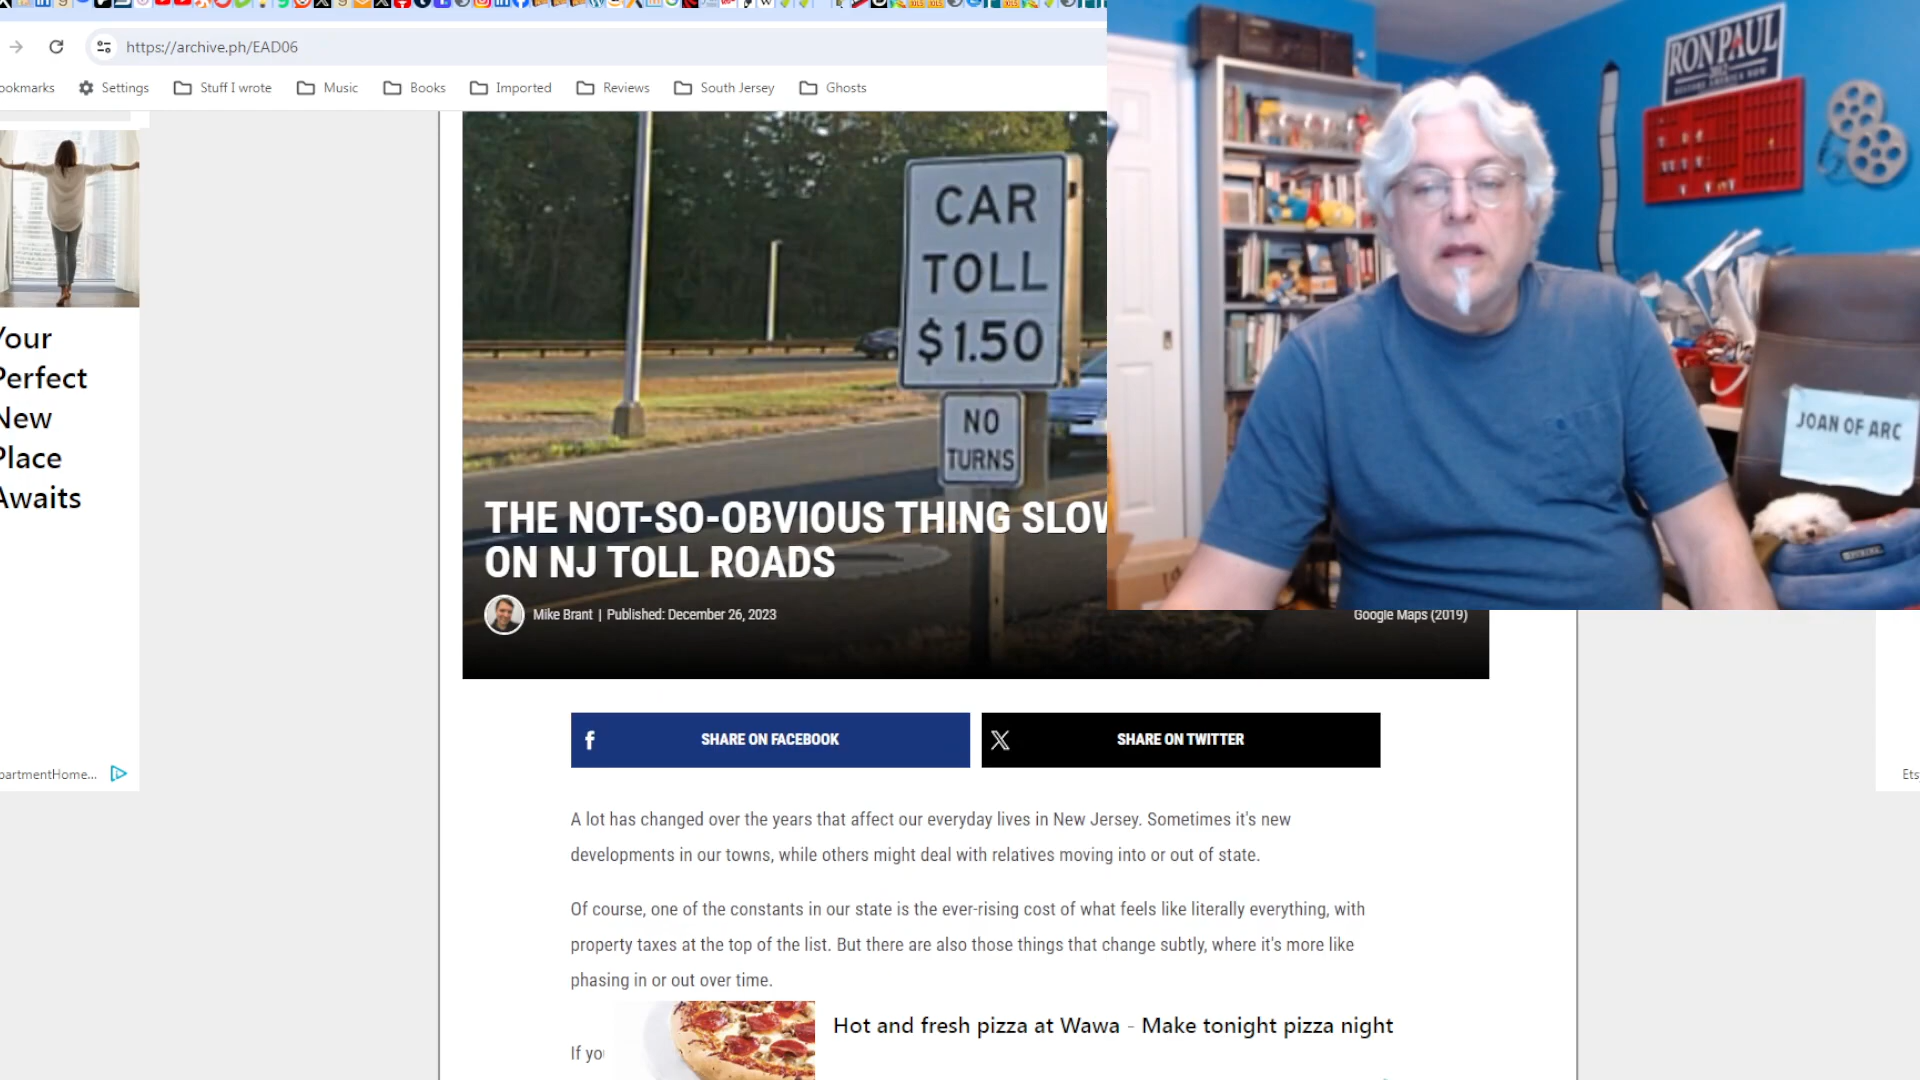 https://archive.ph/EAD06
ookmarks
Settings
Stuff I wrote
Music
Books
Imported
Reviews
South Jersey
Ghosts
RON PAUL
CAR
TOLL
$1.50
NO
TURNS
JOAN OF ARC
Your
Perfect
New
Place
Awaits
THE NOT-SO-OBVIOUS THING SLOW
ON NJ TOLL ROADS
Mike Brant | Published: December 26, 2023
Google Maps (2019)
SHARE ON FACEBOOK
SHARE ON TWITTER
partmentHome...
Ets
A lot has changed over the years that affect our everyday lives in New Jersey. Sometimes it's new
developments in our towns, while others might deal with relatives moving into or out of state.
Of course, one of the constants in our state is the ever-rising cost of what feels like literally everything, with
property taxes at the top of the list. But there are also those things that change subtly, where it's more like
phasing in or out over time.
Hot and fresh pizza at Wawa - Make tonight pizza night
If yo